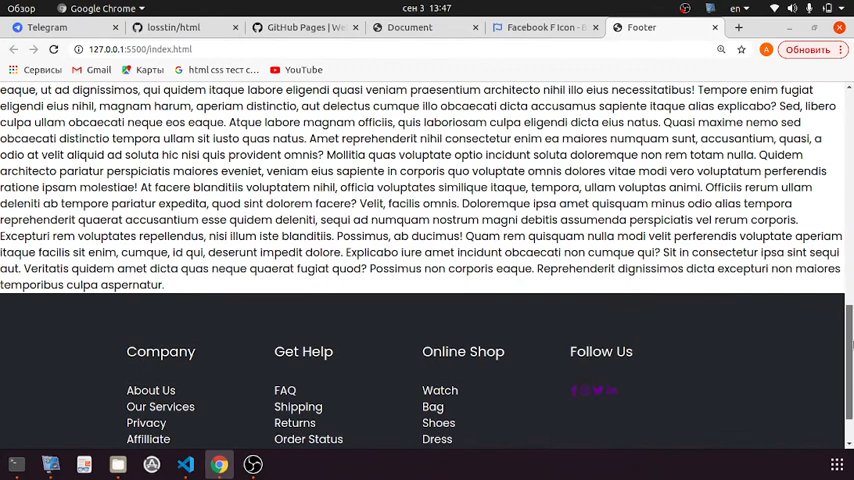 Обзор
Google Chrome
сен 3 13:47
en
Telegram
losstin/html
GitHub Pages | We
Document
Facebook F Icon - B
Footer
127.0.0.1:5500/index.html
Обновить
Сервисы
Gmail
Карты
html css тест с...
YouTube
eaque, ut ad dignissimos, qui quidem itaque labore eligendi quasi veniam praesentium architecto nihil illo eius necessitatibus! Tempore enim fugiat
eligendi eius nihil, magnam harum, aperiam distinctio, aut delectus cumque illo obcaecati dicta accusamus sapiente itaque alias explicabo? Sed, libero
culpa ullam obcaecati neque eos eaque. Atque labore magnam officiis, quis laboriosam culpa eligendi dicta eius natus. Quasi maxime nemo sed
obcaecati distinctio tempora ullam sit iusto quas natus. Amet reprehenderit nihil consectetur enim ea maiores numquam sunt, accusantium, quasi, a
odio at velit aliquid ad soluta hic nisi quis provident omnis? Mollitia quas voluptate optio incidunt soluta doloremque non rem totam nulla. Quidem
architecto pariatur perspiciatis maiores eveniet, veniam eius sapiente in corporis quo voluptate omnis dolores vitae modi vero voluptatum perferendis
ratione ipsam molestiae! At facere blanditiis voluptatem nihil, officia voluptates similique itaque, tempora, ullam voluptas animi. Officiis rerum ullam
deleniti ab tempore pariatur expedita, quod sint dolorem facere? Velit, facilis omnis. Doloremque ipsa amet quisquam minus odio aperiam alias
reprehenderit quaerat accusantium esse quidem deleniti, sequi ad numquam nostrum magni debitis assumenda perspiciatis vel rerum corporis.
Excepturi rem voluptates repellendus, nisi illum iste blanditiis. Possimus, ab ducimus! Quam rem quisquam nulla modi velit perferendis voluptate aperiam
itaque facilis sit enim, cumque, id qui, deserunt impedit dolore. Explicabo iure amet incidunt obcaecati non cumque qui? Sit in consectetur ipsa sint sequi
aut. Veritatis quidem amet dicta quas neque quaerat fugiat quod? Possimus non corporis eaque. Reprehenderit dignissimos dicta excepturi non maiores
temporibus culpa aspernatur.
Company
Get Help
Online Shop
Follow Us
About Us
FAQ
Watch
Our Services
Shipping
Bag
Privacy
Returns
Shoes
Affilliate
Order Status
Dress